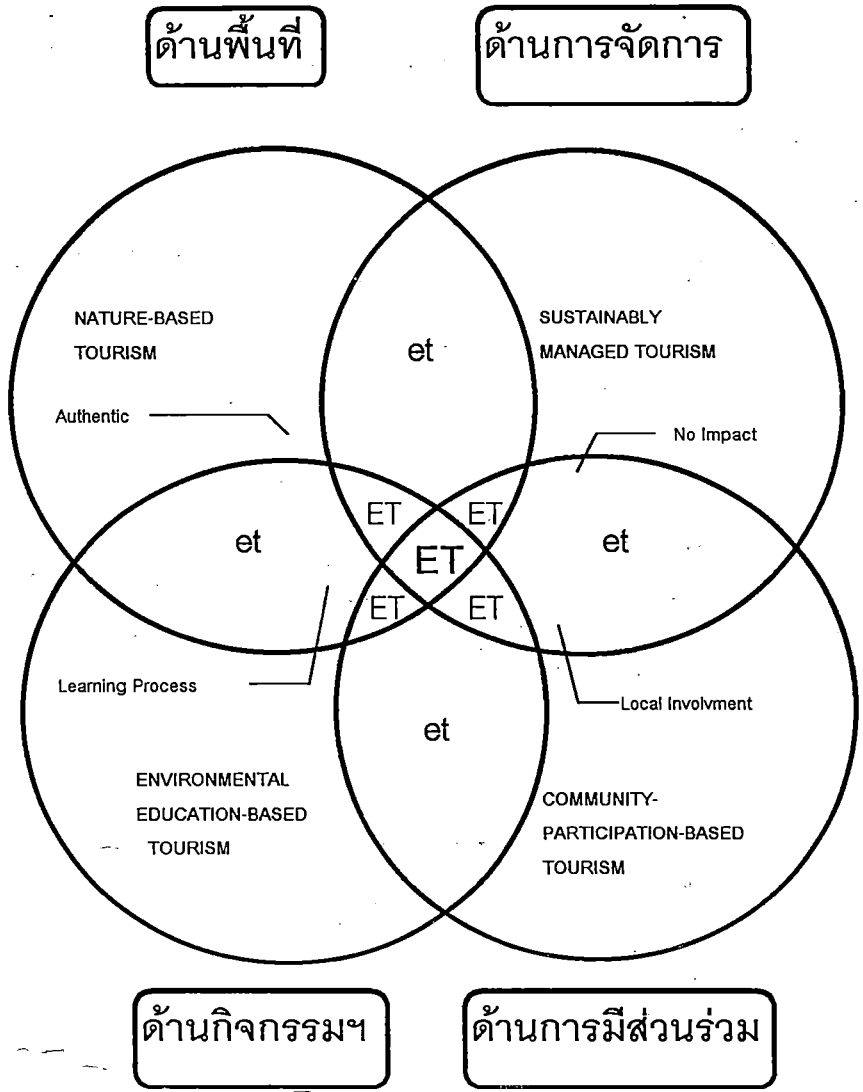 ด้านพื้นที่
ด้านการจัดการ
NATURE-BASED
TOURISM
et
SUSTAINABLY
MANAGED TOURISM
Authentic
No Impact
ET
ET
et
ET
et
ET
ET
Learning Process
Local Involvment
et
ENVIRONMENTAL
EDUCATION-BASED
TOURISM
COMMUNITY-
PARTICIPATION-BASED
TOURISM
ด้านกิจกรรมฯ
ด้านการมีส่วนร่วม